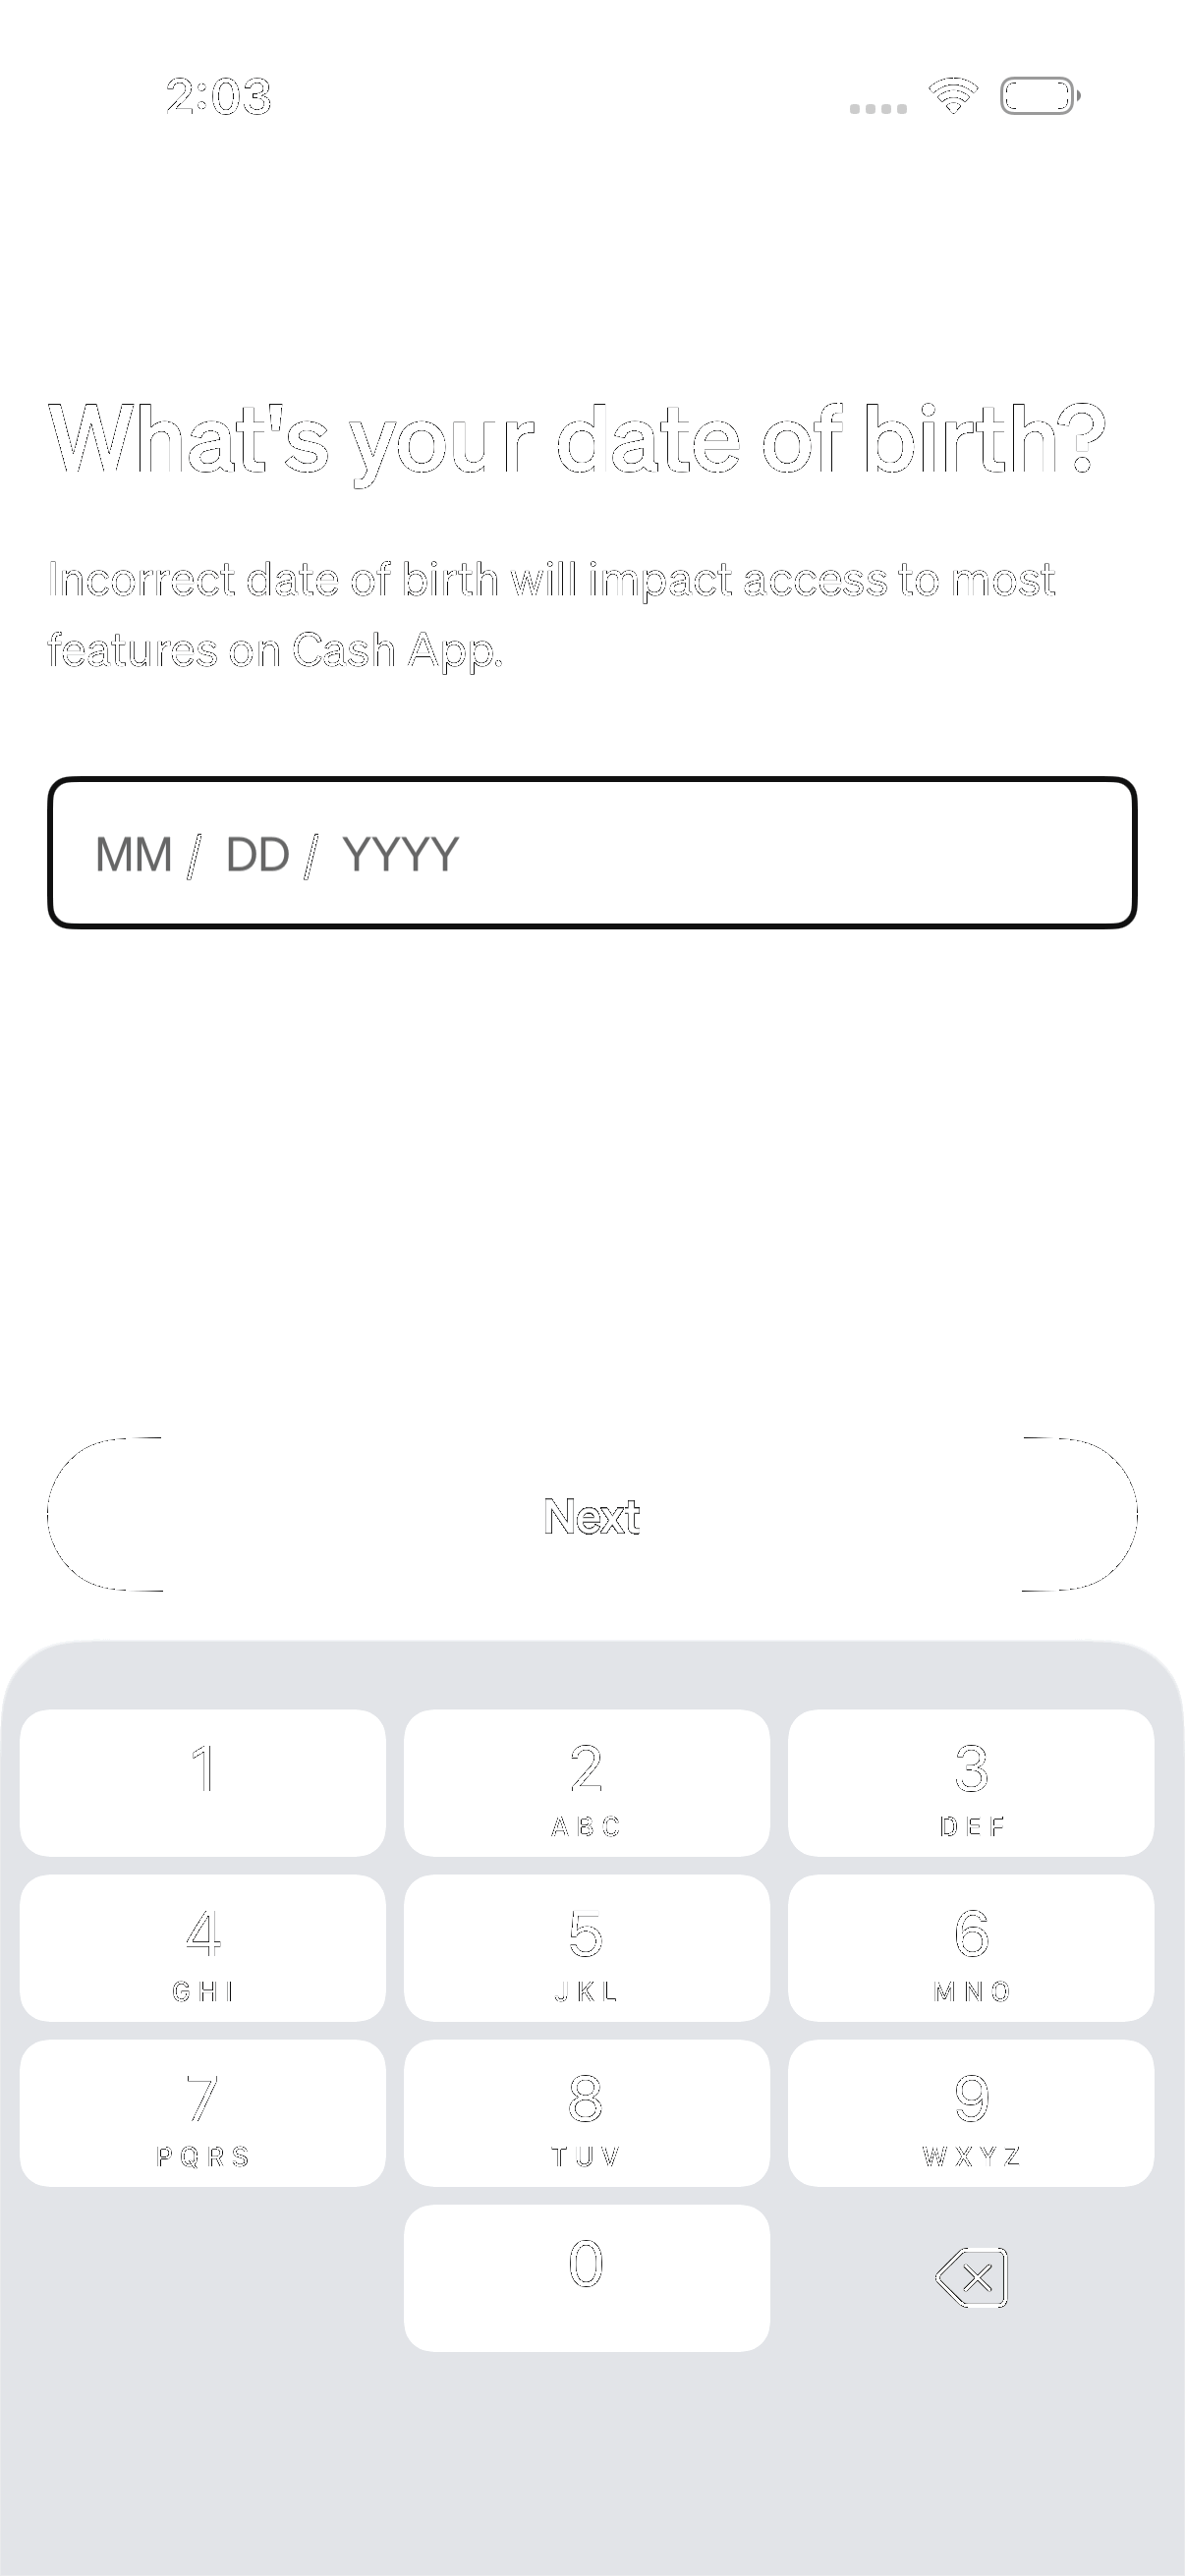 2:03
What's your date of birth?
Incorrect date of birth will impact access to most
features on Cash App.
MM / DD / YYYY
Next
1 2 3
ABC DEF
4 5 6
GHI JKL MNO
7 8 9
PQRS TUV WXYZ
0